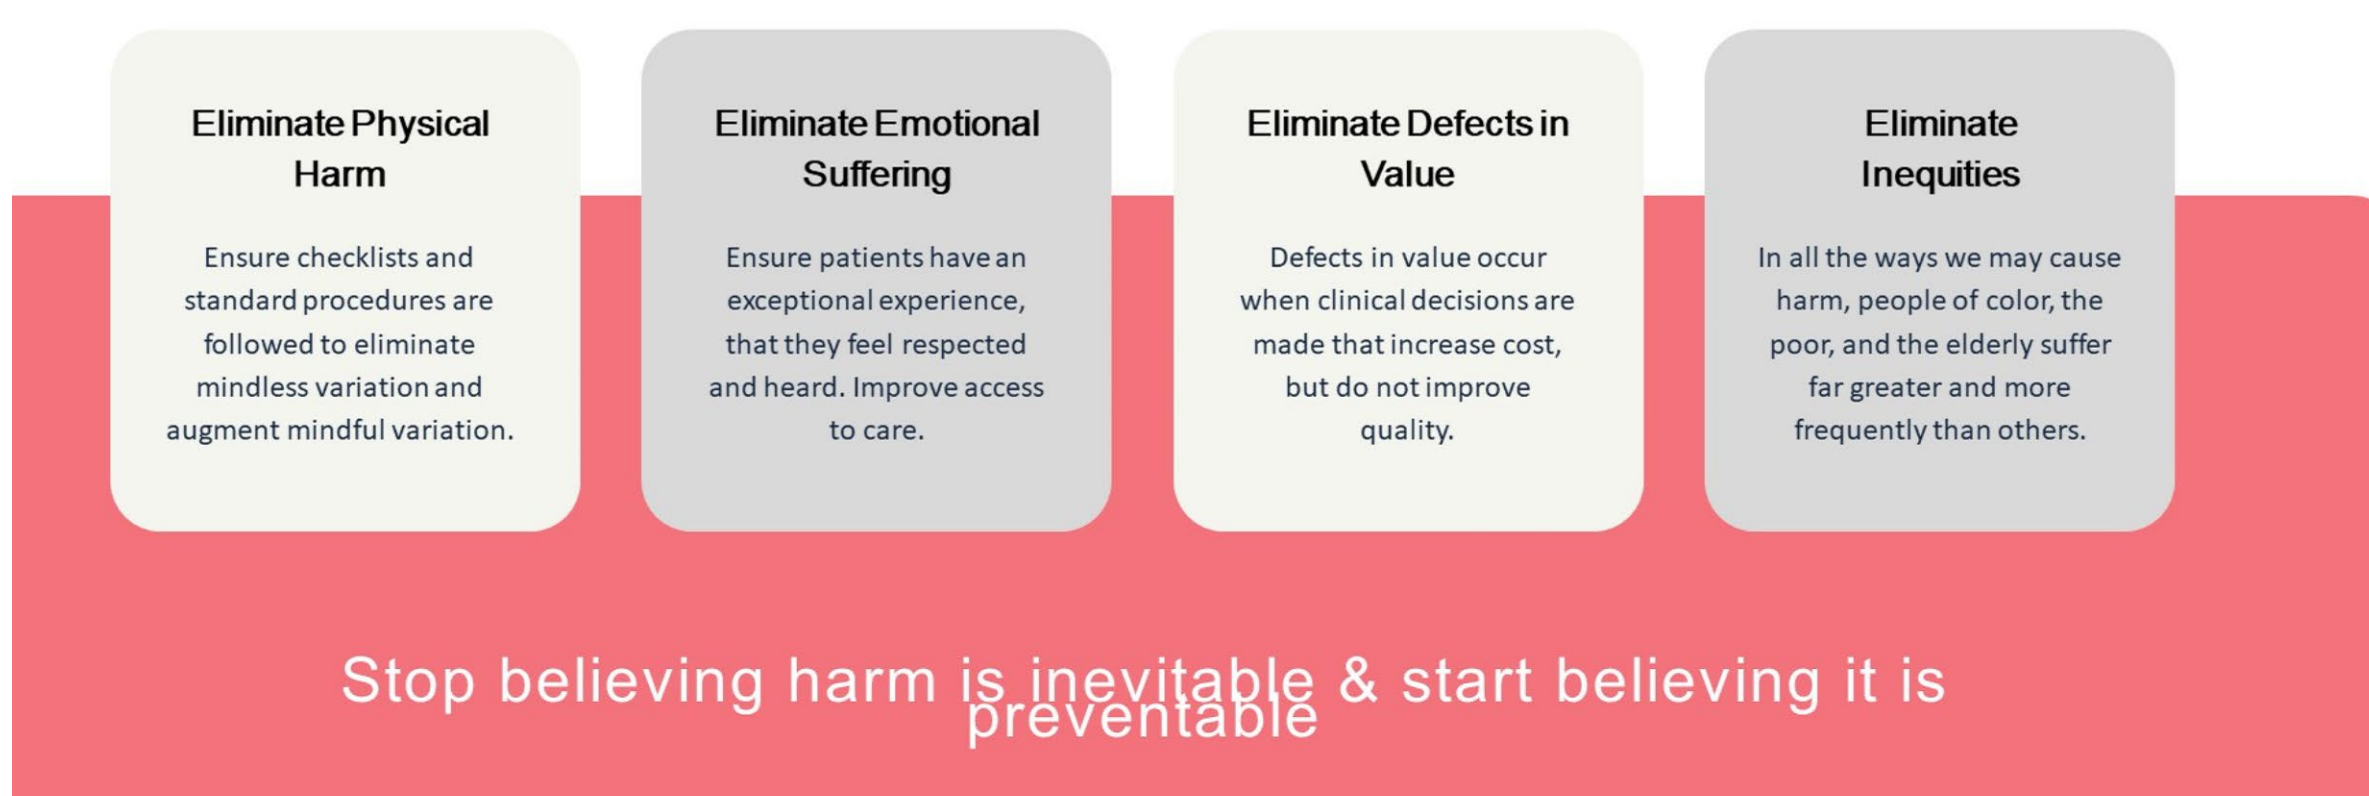 Eliminate Physical
Harm
Ensure checklists and
standard procedures are
followed to eliminate
mindless variation and
augment mindful variation.
Eliminate Emotional
Suffering
Ensure patients have an
exceptional experience,
that they feel respected
and heard. Improve access
to care.
Eliminate Defects in
Value
Defects in value occur
when clinical decisions are
made that increase cost,
but do not improve
quality.
Eliminate
Inequities
In all the ways we may cause
harm, people of color, the
poor, and the elderly suffer
far greater and more
frequently than others.
Stop believing harm is inevitable & start believing it is
preventable